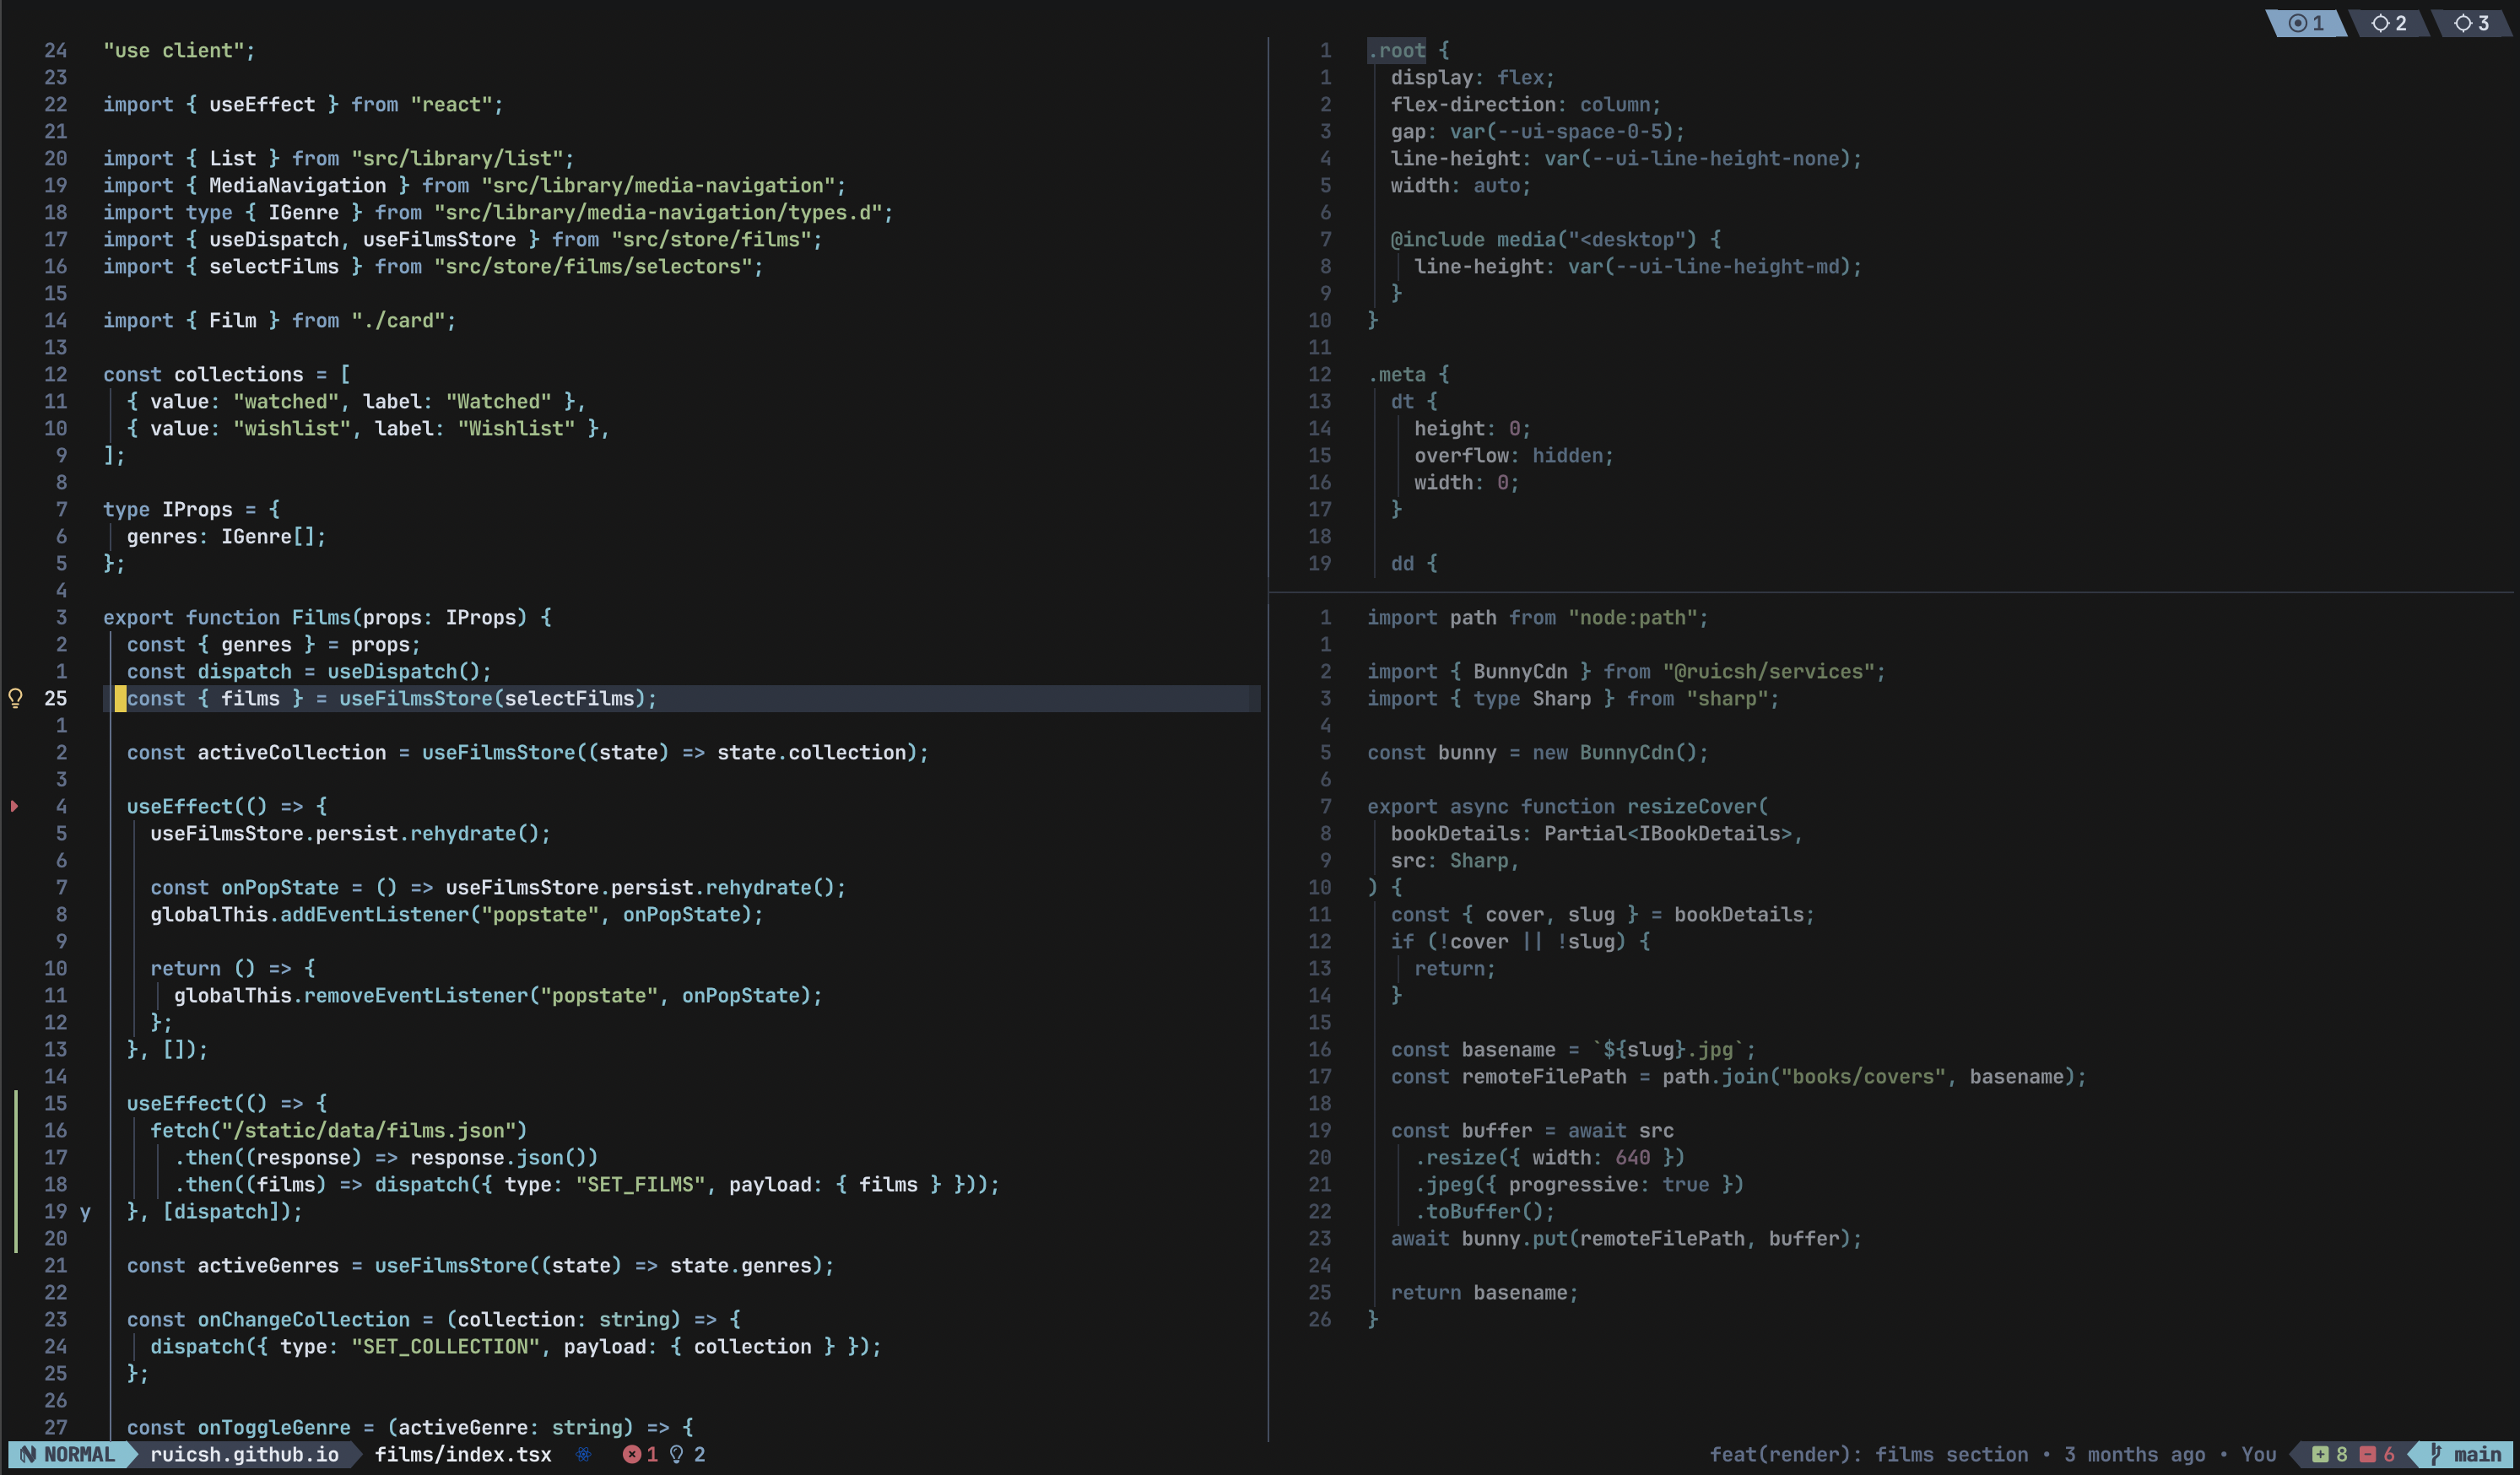 1 2 3
24 "use client";
23
22 import { useEffect } from "react";
21
20 import { List } from "src/library/list";
19 import { MediaNavigation } from "src/library/media-navigation";
18 import type { IGenre } from "src/library/media-navigation/types.d";
17 import { useDispatch, useFilmsStore } from "src/store/films";
16 import { selectFilms } from "src/store/films/selectors";
15
14 import { Film } from "./card";
13
12 const collections = [
11   { value: "watched", label: "Watched" },
10   { value: "wishlist", label: "Wishlist" },
9 ];
8
7 type IProps = {
6   genres: IGenre[];
5 };
4
3 export function Films(props: IProps) {
2   const { genres } = props;
1   const dispatch = useDispatch();
25   const { films } = useFilmsStore(selectFilms);
1
2   const activeCollection = useFilmsStore((state) => state.collection);
3
4   useEffect(() => {
5     useFilmsStore.persist.rehydrate();
6
7     const onPopState = () => useFilmsStore.persist.rehydrate();
8     globalThis.addEventListener("popstate", onPopState);
9
10     return () => {
11       globalThis.removeEventListener("popstate", onPopState);
12     };
13   }, []);
14
15   useEffect(() => {
16     fetch("/static/data/films.json")
17       .then((response) => response.json())
18       .then((films) => dispatch({ type: "SET_FILMS", payload: { films } }));
19 y   }, [dispatch]);
20
21   const activeGenres = useFilmsStore((state) => state.genres);
22
23   const onChangeCollection = (collection: string) => {
24     dispatch({ type: "SET_COLLECTION", payload: { collection } });
25   };
26
27   const onToggleGenre = (activeGenre: string) => {
1 .root {
1   display: flex;
2   flex-direction: column;
3   gap: var(--ui-space-0-5);
4   line-height: var(--ui-line-height-none);
5   width: auto;
6
7   @include media("<desktop") {
8     line-height: var(--ui-line-height-md);
9   }
10 }
11
12 .meta {
13   dt {
14     height: 0;
15     overflow: hidden;
16     width: 0;
17   }
18
19   dd {
1 import path from "node:path";
1
2 import { BunnyCdn } from "@ruicsh/services";
3 import { type Sharp } from "sharp";
4
5 const bunny = new BunnyCdn();
6
7 export async function resizeCover(
8   bookDetails: Partial<IBookDetails>,
9   src: Sharp,
10 ) {
11   const { cover, slug } = bookDetails;
12   if (!cover || !slug) {
13     return;
14   }
15
16   const basename = `${slug}.jpg`;
17   const remoteFilePath = path.join("books/covers", basename);
18
19   const buffer = await src
20     .resize({ width: 640 })
21     .jpeg({ progressive: true })
22     .toBuffer();
23   await bunny.put(remoteFilePath, buffer);
24
25   return basename;
26 }
NORMAL ruicsh.github.io films/index.tsx 1 2 feat(render): films section • 3 months ago • You 8 6 main